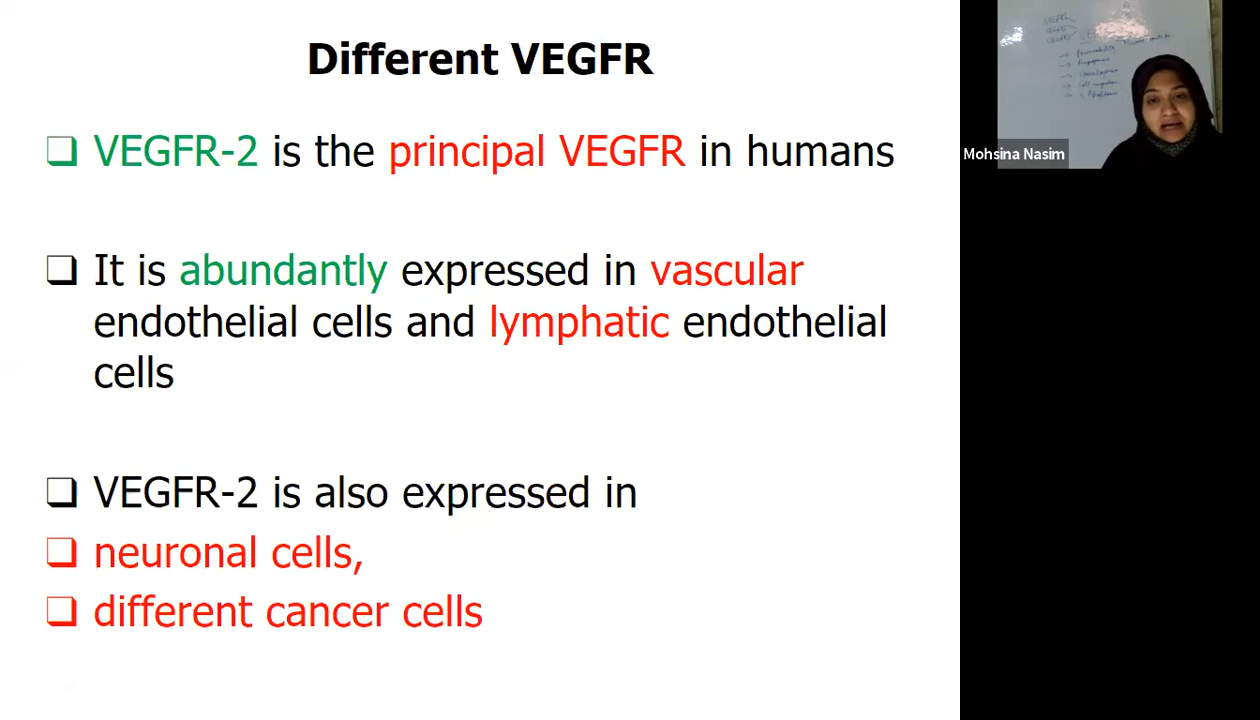 Different VEGFR
❑ VEGFR-2 is the principal VEGFR in humans
❑ It is abundantly expressed in vascular
endothelial cells and lymphatic endothelial
cells
❑ VEGFR-2 is also expressed in
❑ neuronal cells,
❑ different cancer cells
Mohsina Nasim
Permeability